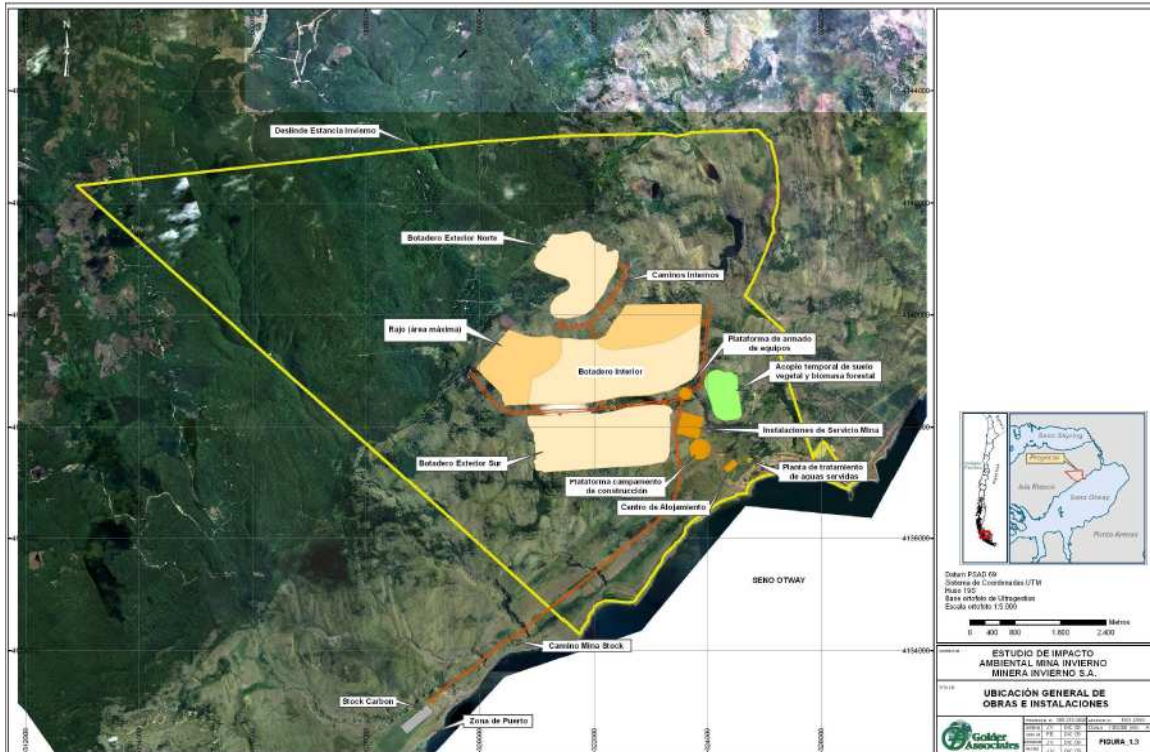 N
Deslinde Estancia Invierno
Botadero Exterior Norte
Caminos Internos
Rajo (área máxima)
Plataforma de armado
de equipos
Botadero Interior
Acopio temporal de suelo
vegetal y biomasa forestal
Instalaciones de Servicio Mina
Botadero Exterior Sur
Plataforma campamento
de construcción
Planta de tratamiento
de aguas servidas
Centro de Alojamiento
SENO OTWAY
Camino Mina Stock
Stock Carbon
Zona de Puerto
Seno Skyring
Proyecto
Isla Riesco
Seno Otway
Punta Arenas
Datum PSAD 69
Sistema de Coordenadas UTM
Huso 19S
Base ortofoto de Ultragestion
Escala ortofoto 1:5.000
Metros
0 400 800 1.600 2.400
ESTUDIO DE IMPACTO
AMBIENTAL MINA INVIERNO
MINERA INVIERNO S.A.
UBICACIÓN GENERAL DE
OBRAS E INSTALACIONES
Golder
Associates
FIGURA 1.3